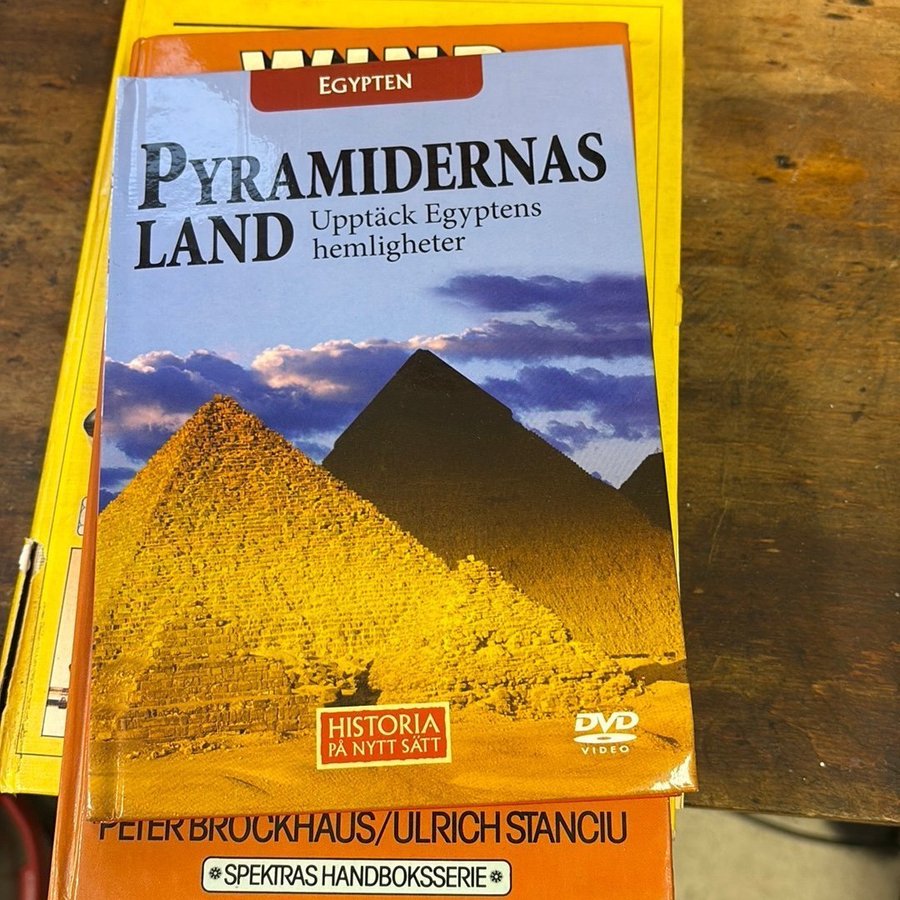 EGYPTEN
PYRAMIDERNAS
LAND
Upptäck Egyptens
hemligheter
HISTORIA
PÅ NYTT SÄTT
DVD
VIDEO
PETER BROCKHAUS/ULRICH STANCIU
SPEKTRAS HANDBOKSSERIE